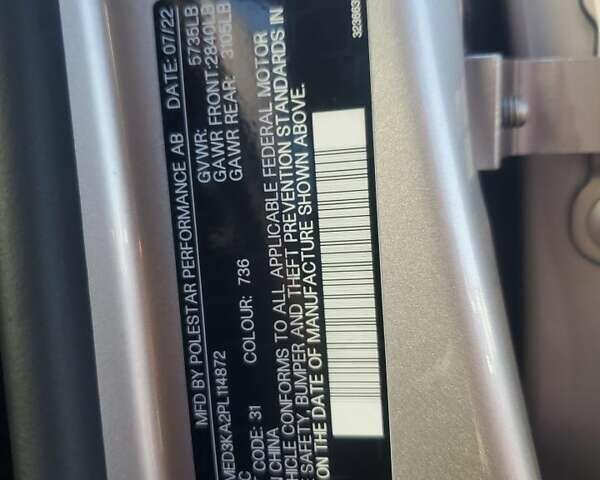 MFD BY POLESTAR PERFORMANCE AB DATE: 07/22
GVWR: 5735LB
GAWR FRONT: 2840LB
GAWR REAR: 3105LB
MED3KA2PL114872
CODE: 31 COLOUR: 736
CHINA
HICLE CONFORMS TO ALL APPLICABLE FEDERAL MOTOR
SAFETY, BUMPER AND THEFT PREVENTION STANDARDS IN
ON THE DATE OF MANUFACTURE SHOWN ABOVE.
323663